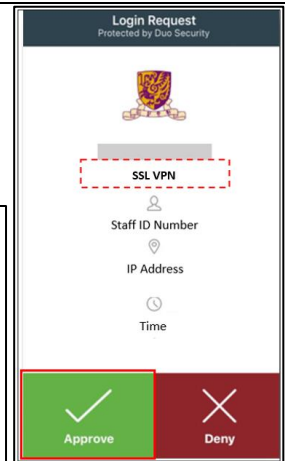 Login Request
Protected by Duo Security
SSL VPN
Staff ID Number
IP Address
Time
Approve
Deny